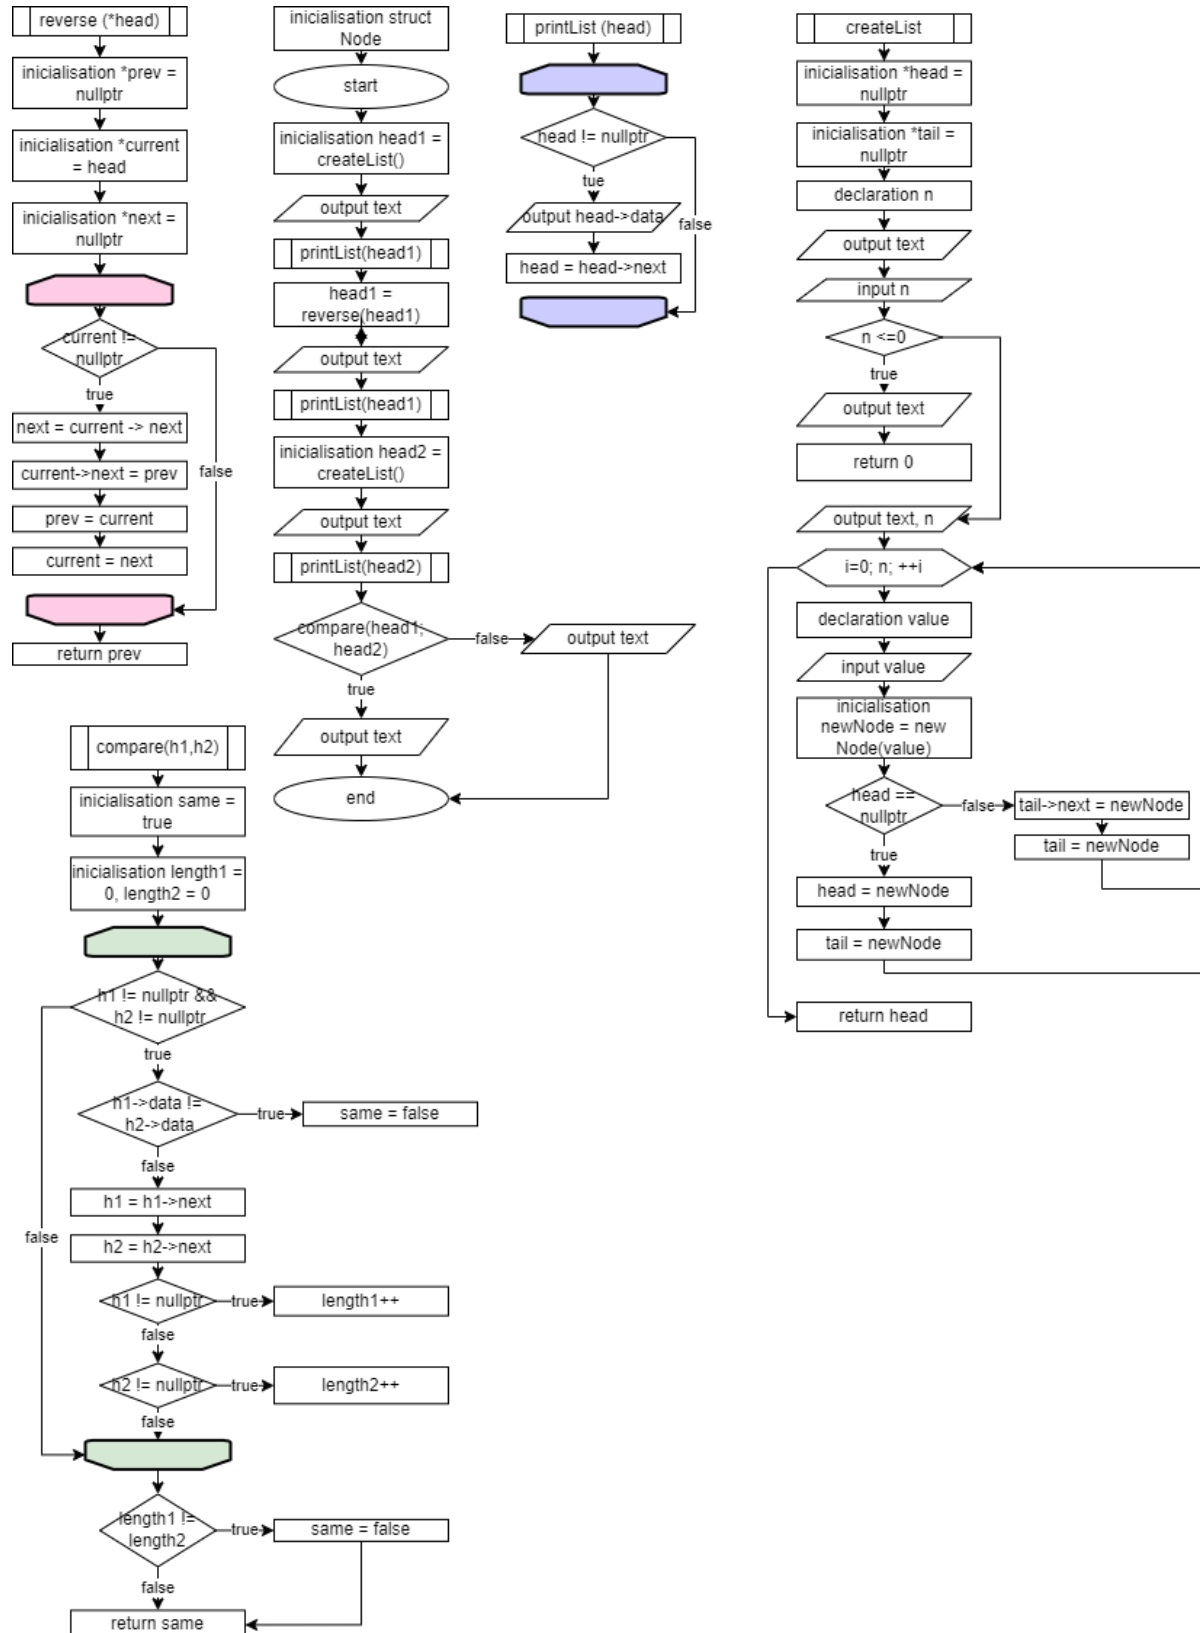 reverse (*head)
inicialisation *prev =
nullptr
inicialisation *current
= head
inicialisation *next =
nullptr
current !=
nullptr
true
false
next = current -> next
current->next = prev
prev = current
current = next
return prev
inicialisation struct
Node
start
inicialisation head1 =
createList()
output text
printList(head1)
head1 =
reverse(head1)
output text
printList(head1)
inicialisation head2 =
createList()
output text
printList(head2)
compare(head1;
head2)
false
output text
true
output text
end
printList (head)
head != nullptr
tue
false
output head->data
head = head->next
createList
inicialisation *head =
nullptr
inicialisation *tail =
nullptr
declaration n
output text
input n
n <=0
true
output text
return 0
output text, n
i=0; n; ++i
declaration value
input value
inicialisation
newNode = new
Node(value)
head ==
nullptr
false
tail->next = newNode
tail = newNode
true
head = newNode
tail = newNode
return head
compare(h1,h2)
inicialisation same =
true
inicialisation length1 =
0, length2 = 0
h1 != nullptr &&
h2 != nullptr
true
false
h1->data !=
h2->data
true
same = false
false
h1 = h1->next
h2 = h2->next
h1 != nullptr
true
length1++
false
h2 != nullptr
true
length2++
false
length1 !=
length2
true
same = false
false
return same